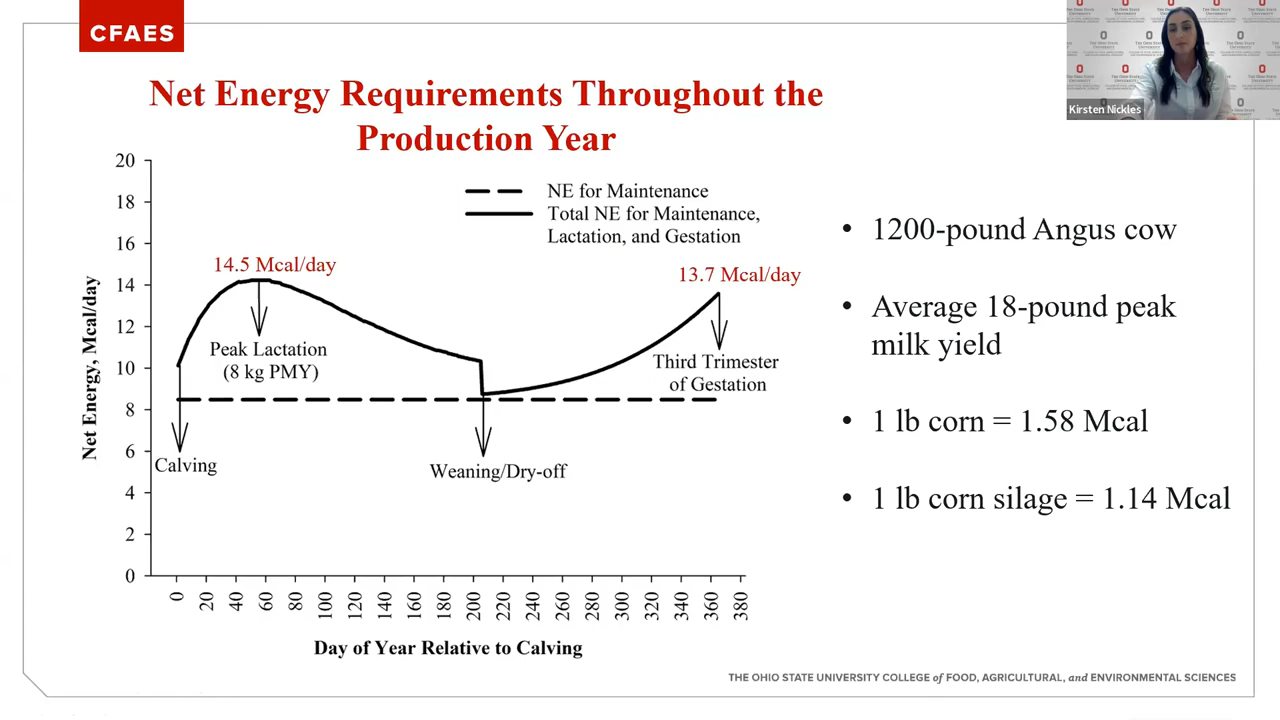 CFAES
Kirsten Nickles
Net Energy Requirements Throughout the
Production Year
20
18
16
14
12
10
8
6
4
2
0
Net Energy, Mcal/day
NE for Maintenance
Total NE for Maintenance,
Lactation, and Gestation
14.5 Mcal/day
13.7 Mcal/day
Peak Lactation
(8 kg PMY)
Third Trimester
of Gestation
Calving
Weaning/Dry-off
0 20 40 60 80 100 120 140 160 180 200 220 240 260 280 300 320 340 360 380
Day of Year Relative to Calving
• 1200-pound Angus cow
• Average 18-pound peak
milk yield
• 1 lb corn = 1.58 Mcal
• 1 lb corn silage = 1.14 Mcal
THE OHIO STATE UNIVERSITY COLLEGE of FOOD, AGRICULTURAL, and ENVIRONMENTAL SCIENCES